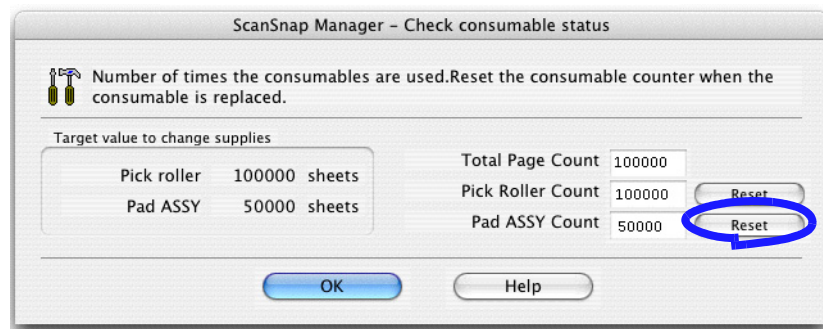 ScanSnap Manager – Check consumable status
Number of times the consumables are used.Reset the consumable counter when the
consumable is replaced.
Target value to change supplies
Pick roller 100000 sheets
Pad ASSY 50000 sheets
Total Page Count 100000
Pick Roller Count 100000 Reset
Pad ASSY Count 50000 Reset
OK Help